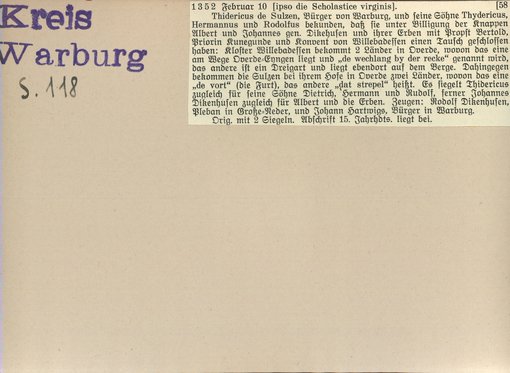 Kreis
Warburg
S. 118
1352 Februar 10 [ipso die Scholastice virginis]. [58
Thidericus de Sulzen, Bürger von Warburg, und seine Söhne Thydericus,
Hermannus und Rodolfus bekunden, daß sie unter Billigung der Knappen
Albert und Johannes gen. Dikehusen und ihrer Erben mit Propst Bertold,
Priorin Kunegunde und Konvent von Willebadessen einen Tausch geschlossen
haben: Kloster Willebadessen bekommt 2 Länder in Overde, wovon das eine
am Wege Overde-Eyngen liegt und „de wechlang by der recke" genannt wird,
das andere ist ein Dreigart und liegt ebendort auf dem Berge. Dahingegen
bekommen die Sulzen bei ihrem Hofe in Overde zwei Länder, wovon das eine
„de vort" (die Furt), das andere „dat strepel" heißt. Es siegelt Thidericus
zugleich für seine Söhne Dietrich, Hermann und Rudolf, ferner Johannes
Dikenhusen zugleich für Albert und die Erben. Zeugen: Rudolf Dikenhusen,
Pleban in Große-Neder, und Johann Hartwigs, Bürger in Warburg.
Orig. mit 2 Siegeln. Abschrift 15. Jahrhdts. liegt bei.